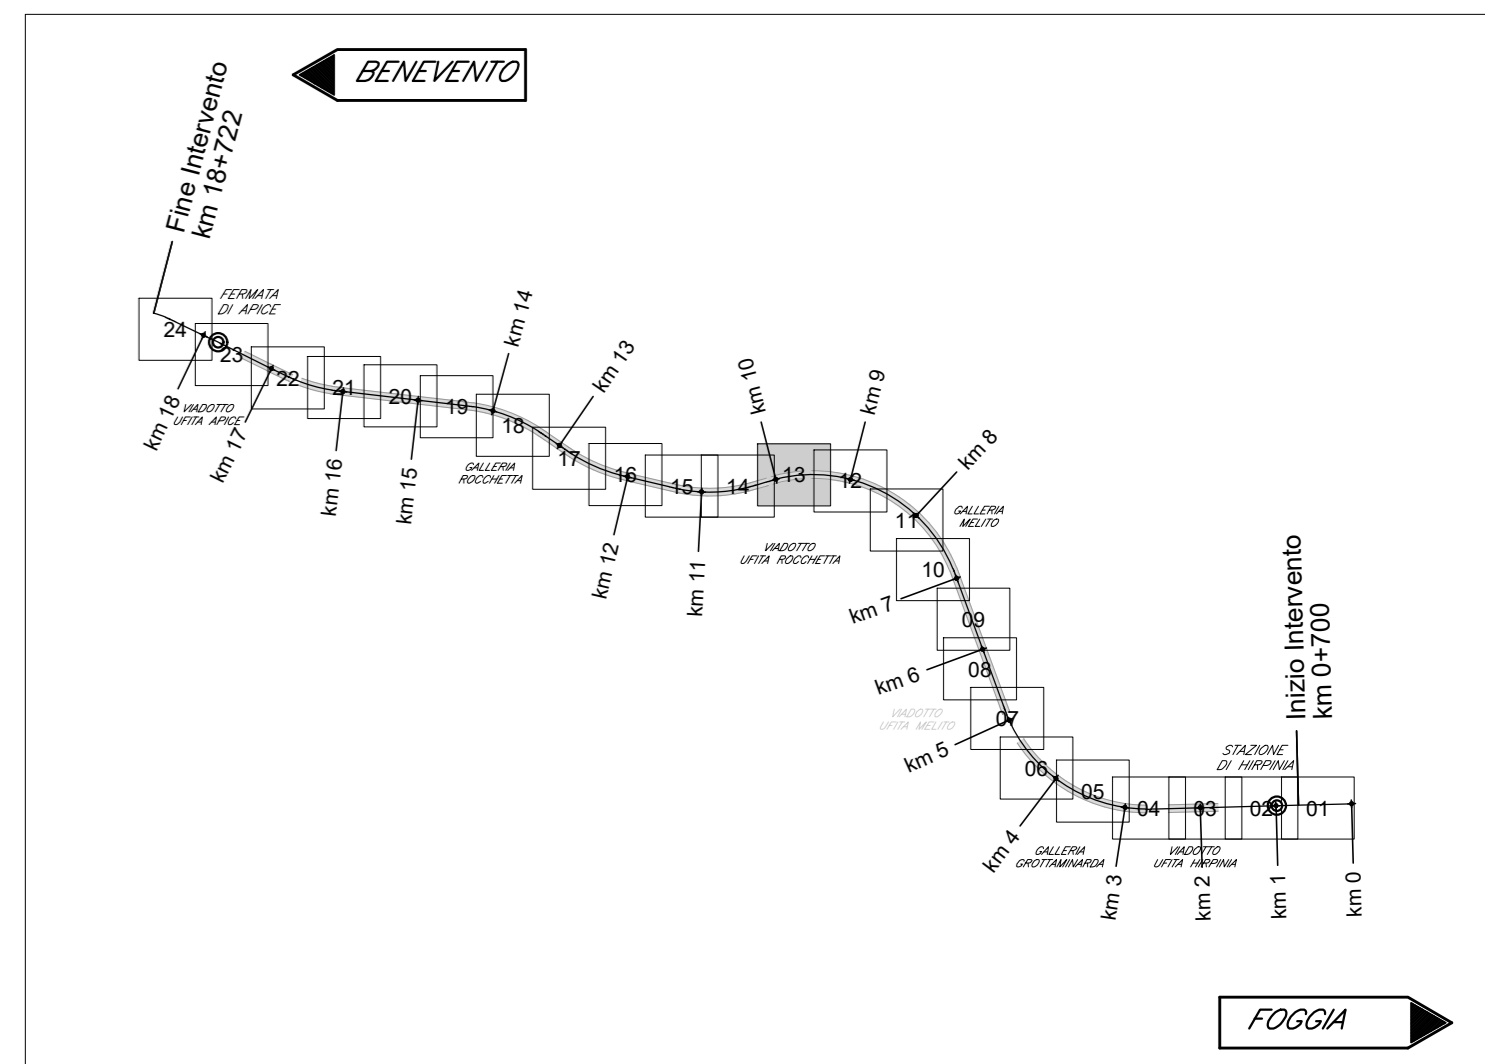 BENEVENTO
Fine Intervento
km 18+722
FERMATA
DI APICE
24
23
22
21
20
19
18
17
16
15
14
13
12
11
10
09
08
07
06
05
04
03
02
01
km 18
VIADOTTO
UFITA APICE
km 17
km 16
km 15
km 14
km 13
GALLERIA
ROCCHETTA
km 12
km 11
km 10
VIADOTTO
UFITA ROCCHETTA
km 9
km 8
GALLERIA
MELITO
km 7
km 6
VIADOTTO
UFITA MELITO
km 5
km 4
GALLERIA
GROTTAMINARDA
km 3
VIADOTTO
UFITA HIRPINIA
km 2
STAZIONE
DI HIRPINIA
km 1
Inizio Intervento
km 0+700
km 0
FOGGIA